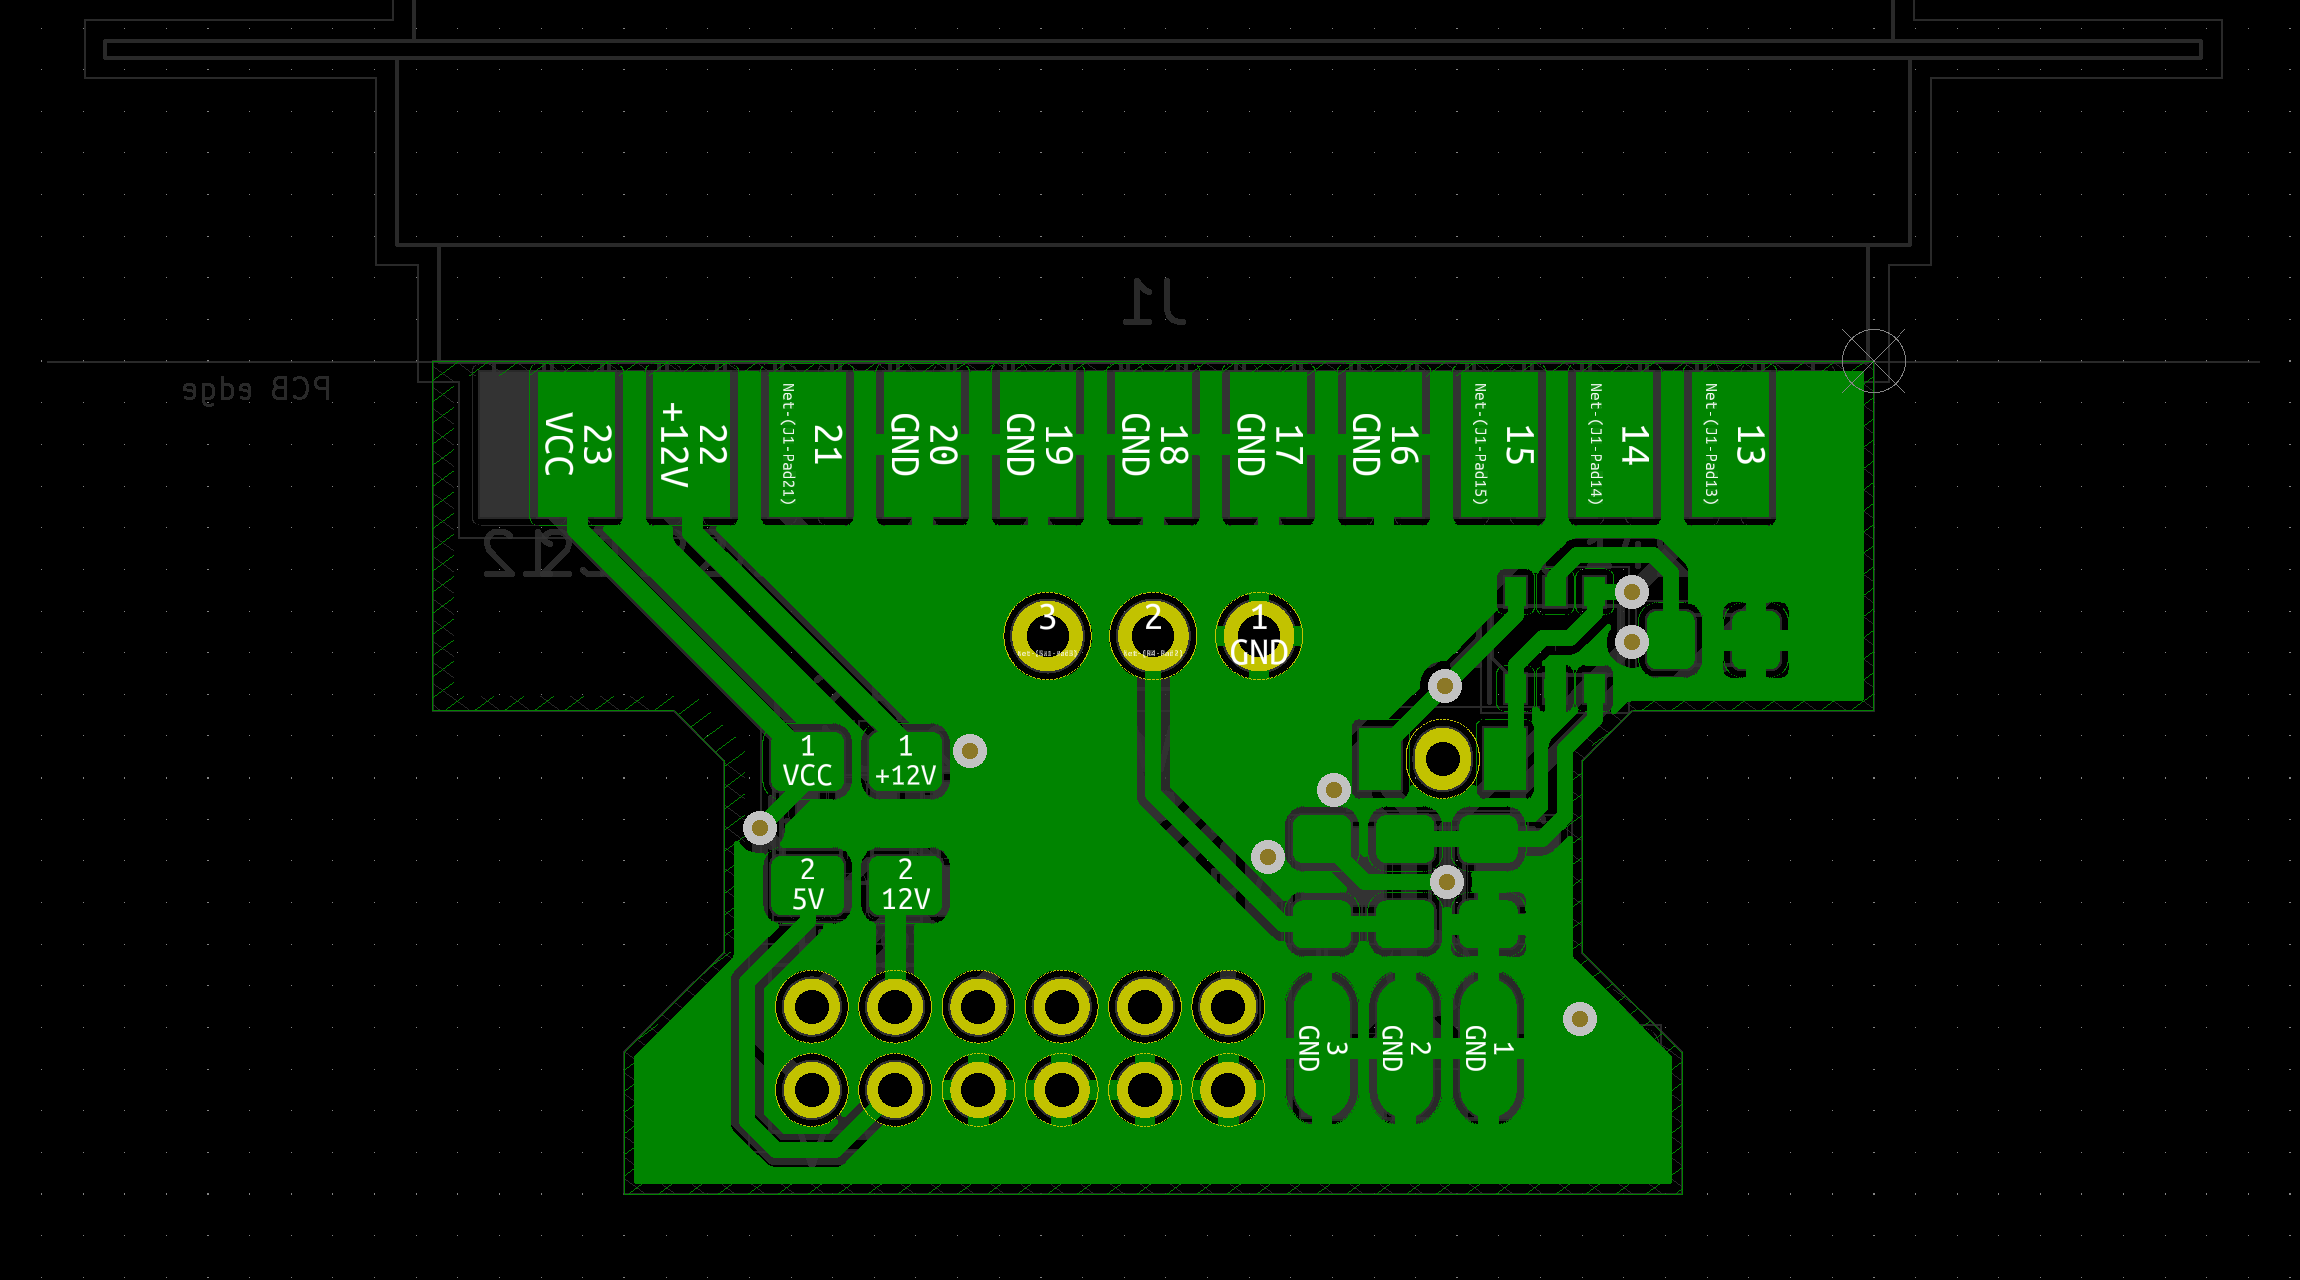 J1
PCB edge
23
VCC
22
+12V
21
Net-(J1-Pad21)
20
GND
19
GND
18
GND
17
GND
16
GND
15
Net-(J1-Pad15)
14
Net-(J1-Pad14)
13
Net-(J1-Pad13)
3
2
1
GND
1
VCC
1
+12V
2
5V
2
12V
3
GND
2
GND
1
GND